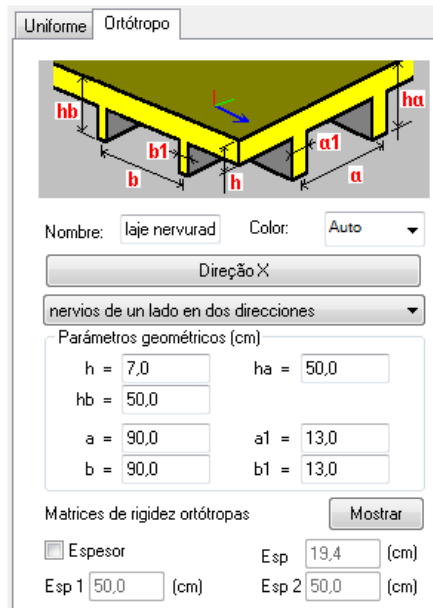 Uniforme Ortótropo
hb ha
b1 a1
b h a
Nombre: laje nervurad Color: Auto
Direção X
nervios de un lado en dos direcciones
Parámetros geométricos (cm)
h = 7,0 ha = 50,0
hb = 50,0
a = 90,0 a1 = 13,0
b = 90,0 b1 = 13,0
Matrices de rigidez ortótropas Mostrar
Espesor Esp 19,4 (cm)
Esp 1 50,0 (cm) Esp 2 50,0 (cm)